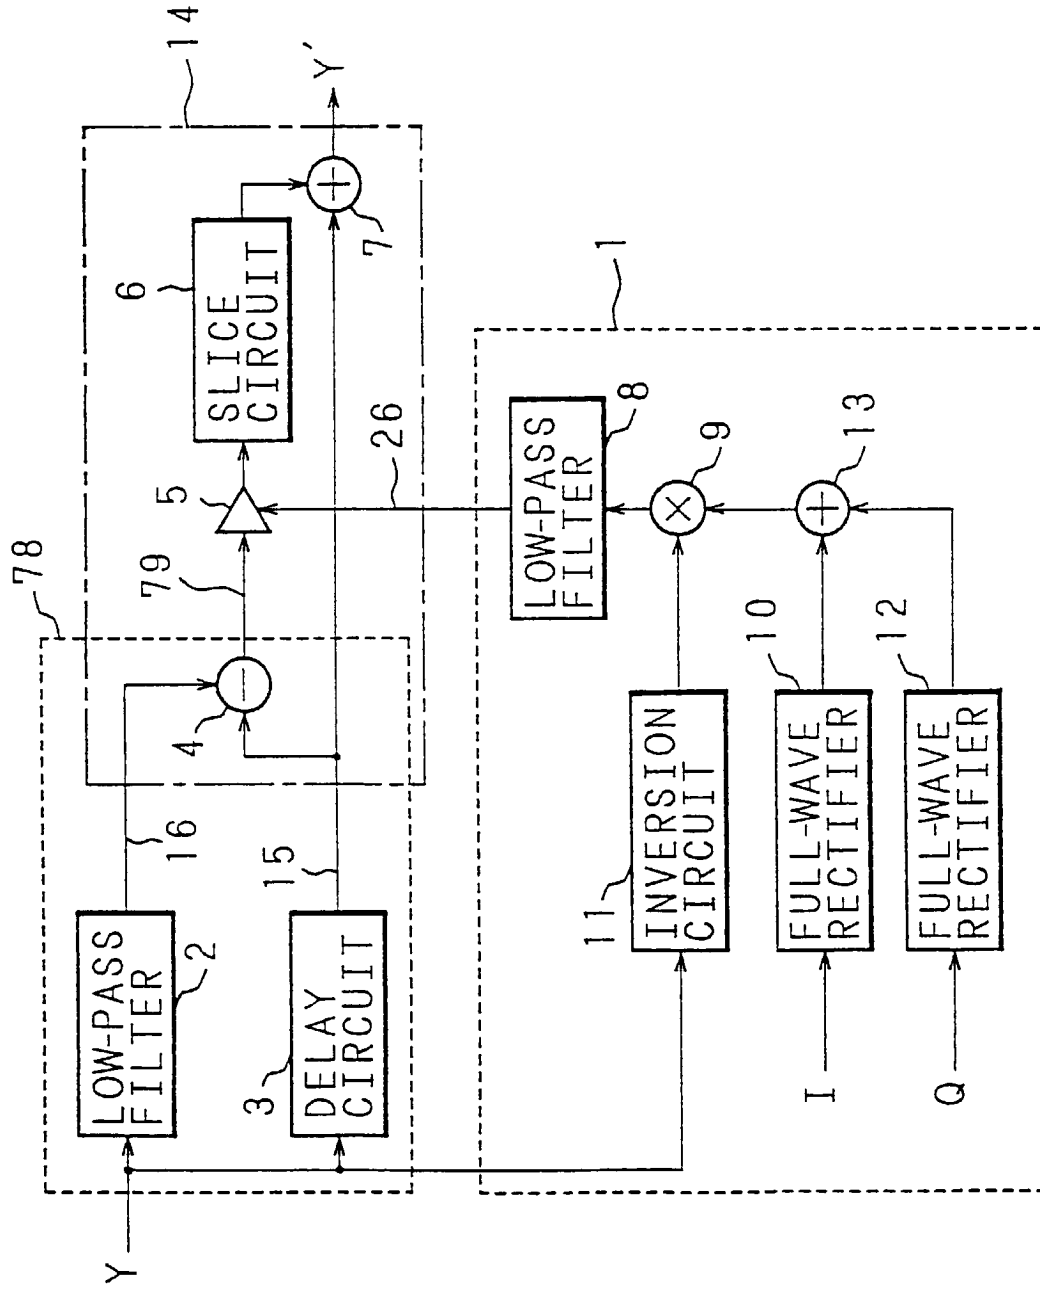 14
Y'
6
SLICE
CIRCUIT
7
1
5
26
LOW-PASS
FILTER
8
9
13
78
79
4
10
12
16
15
11
INVERSION
CIRCUIT
FULL-WAVE
RECTIFIER
FULL-WAVE
RECTIFIER
LOW-PASS
FILTER
2
3
DELAY
CIRCUIT
I
Q
Y